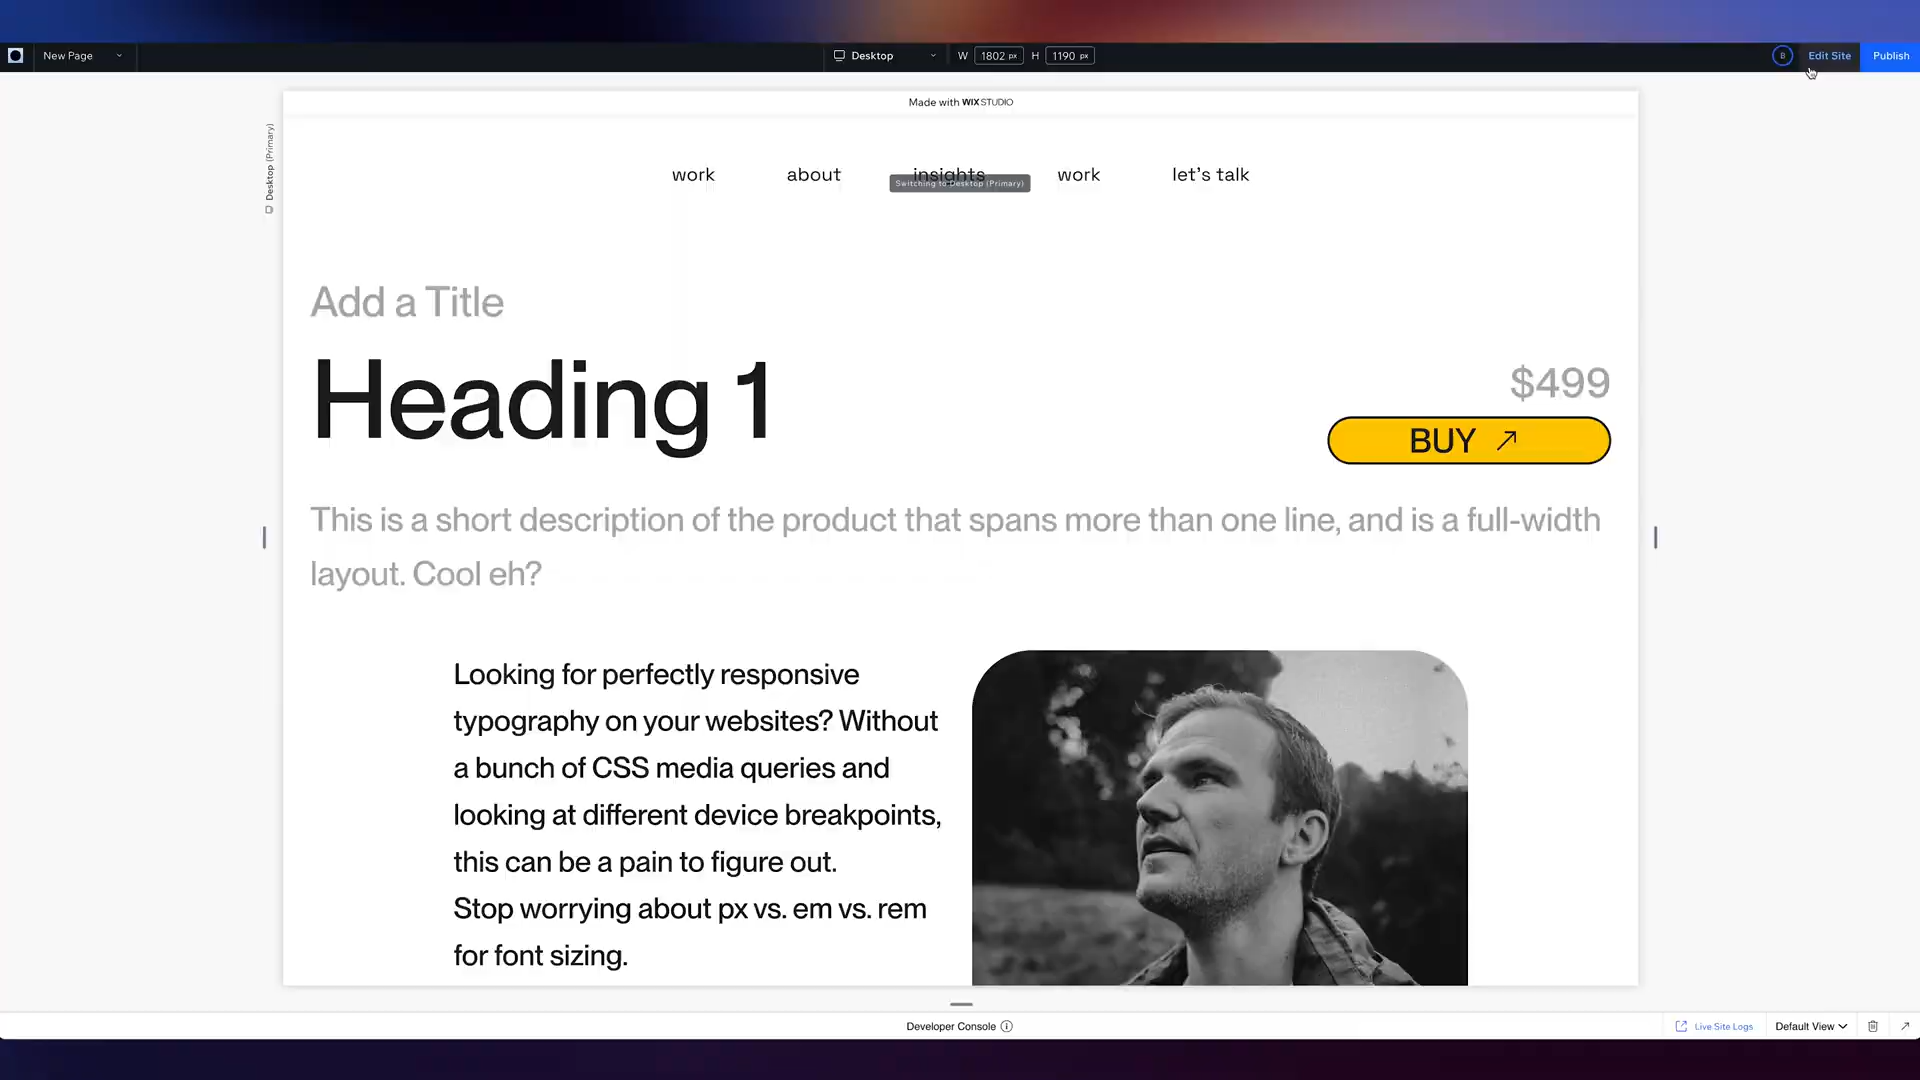 New Page
Desktop
W 1802 px H 1190 px
B
Edit Site
Publish
Made with WIX STUDIO
Desktop (Primary)
work about insights work let's talk
Switching to Desktop (Primary)
Add a Title
Heading 1
$499
BUY ↗
This is a short description of the product that spans more than one line, and is a full-width
layout. Cool eh?
Looking for perfectly responsive
typography on your websites? Without
a bunch of CSS media queries and
looking at different device breakpoints,
this can be a pain to figure out.
Stop worrying about px vs. em vs. rem
for font sizing.
Developer Console
Live Site Logs
Default View